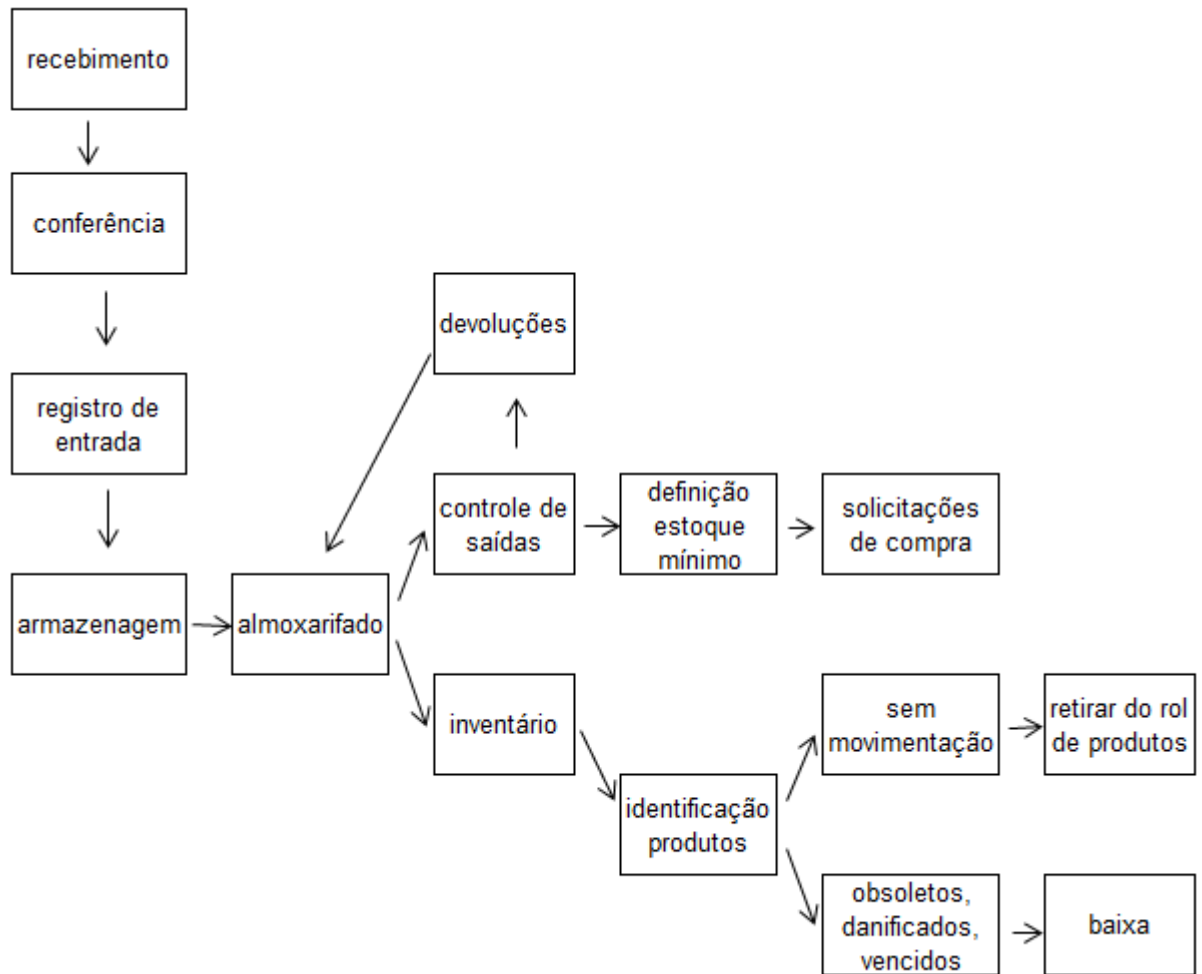 recebimento
conferência
devoluções
registro de
entrada
controle de
saídas
definição
estoque
mínimo
solicitações
de compra
armazenagem
almoxarifado
inventário
sem
movimentação
retirar do rol
de produtos
identificação
produtos
obsoletos,
danificados,
vencidos
baixa